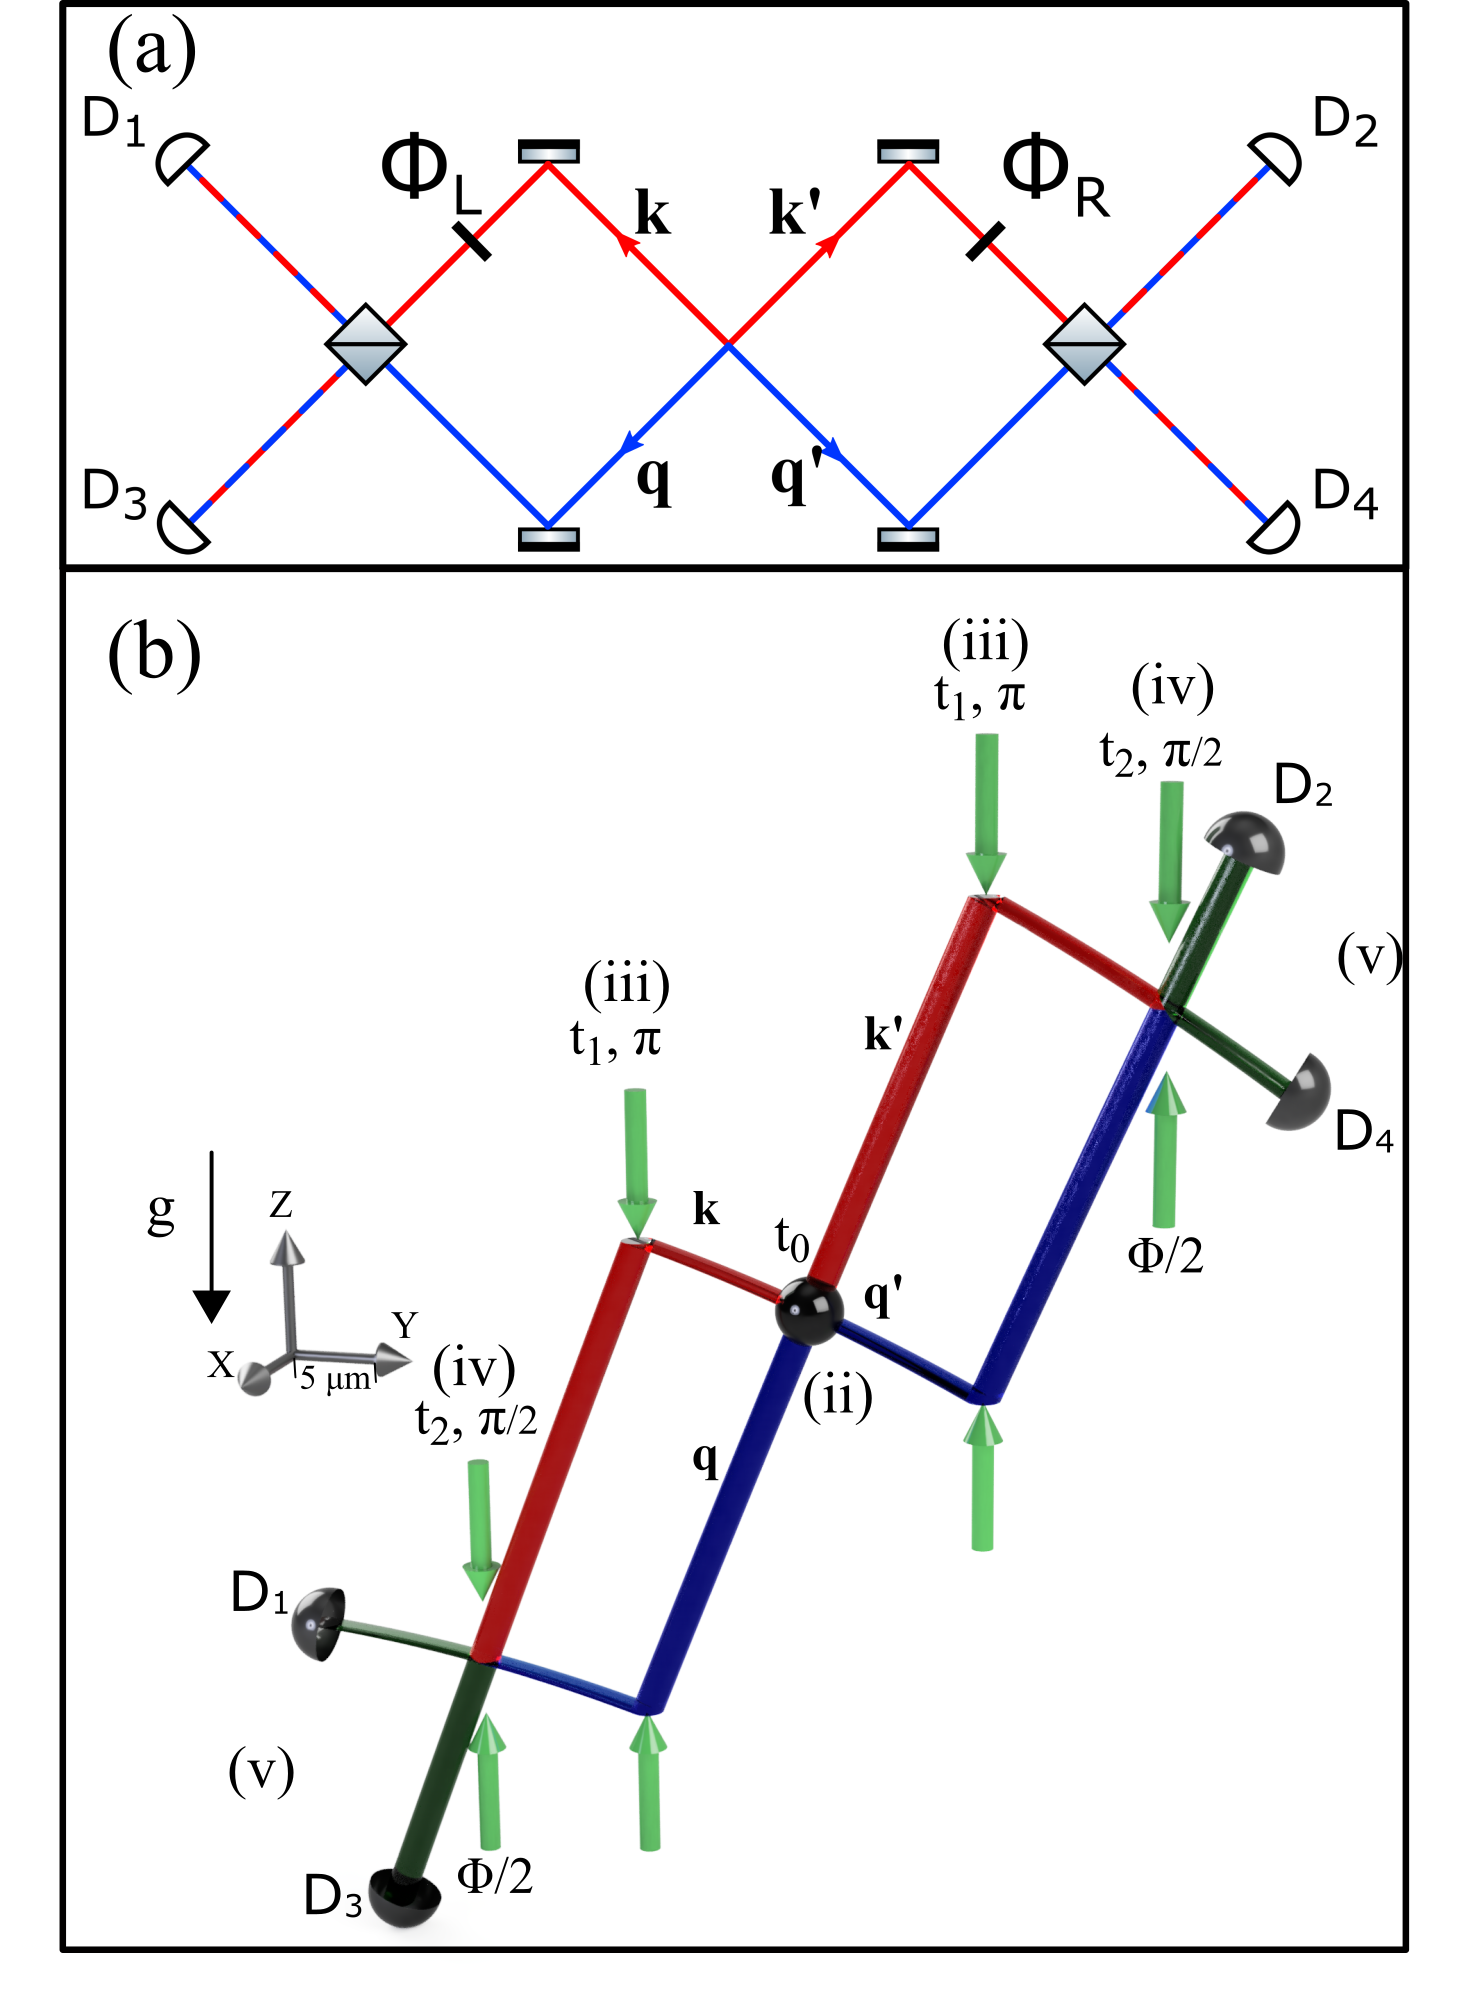 (a)
D1
D2
ΦL
ΦR
k
k'
q
q'
D3
D4
(b)
(iii)
t1, π
(iv)
t2, π/2
D2
(v)
(iii)
t1, π
k'
D4
g
Z
k
t0
q'
Φ/2
X
Y
5 μm
(iv)
t2, π/2
(ii)
q
D1
(v)
Φ/2
D3